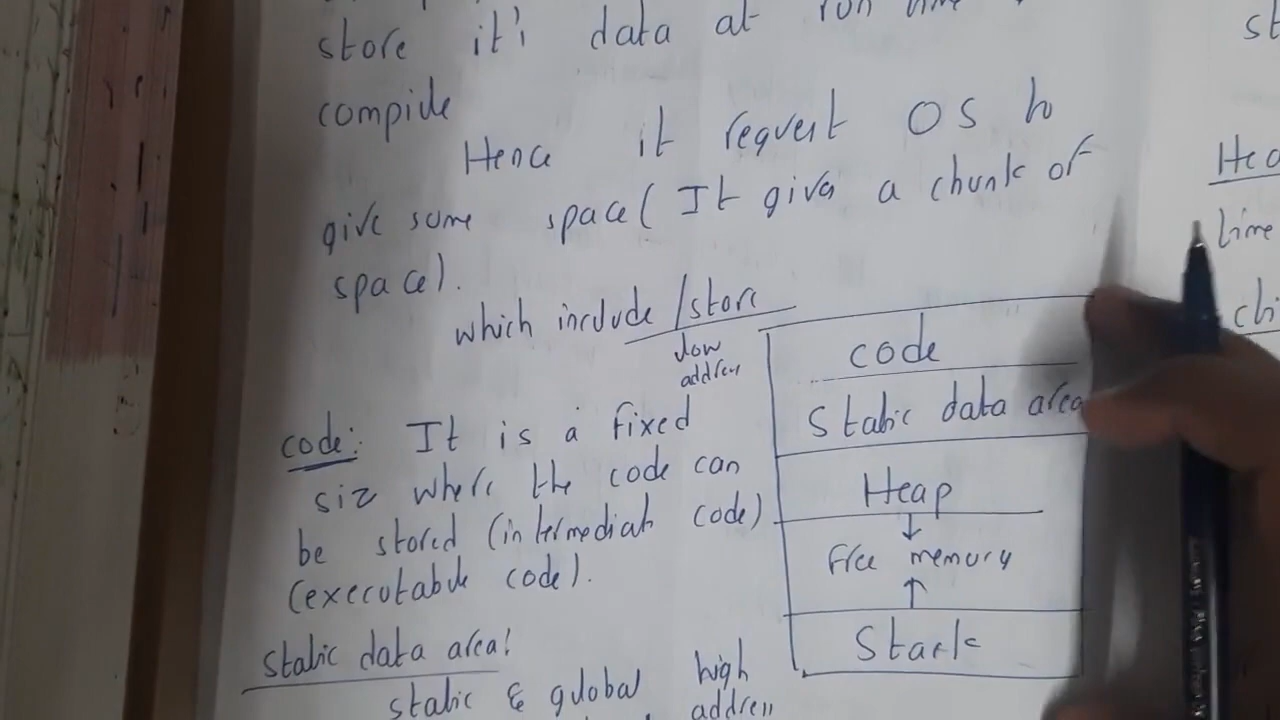 store it's data at run time
compile
Hence it request OS to
give some space ( It gives a chunk of
space).
which include / store
low
address
code
Static data area
Heap
free memory
Stack
high
address
code: It is a fixed
siz where the code can
be stored (intermediate code)
(executable code).
static data area:
static & global
st
Hea
time